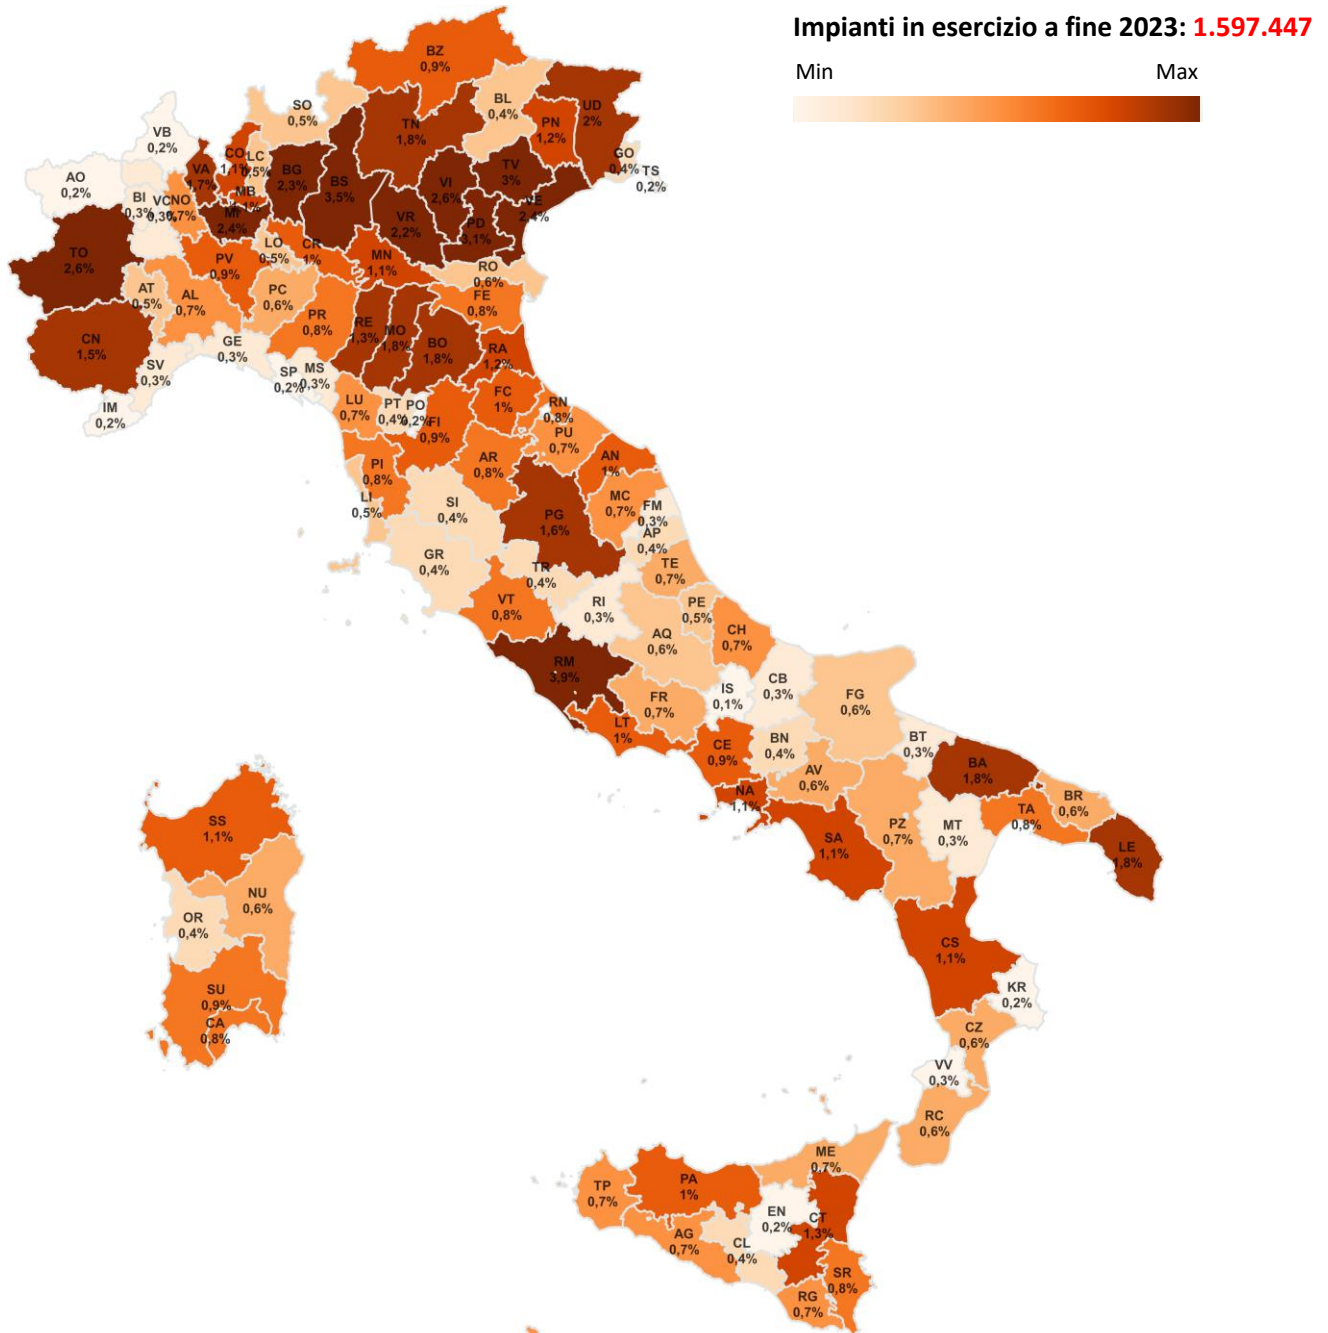 Impianti in esercizio a fine 2023: 1.597.447
Min Max
BZ
0,9%
SO
0,5%
BL
0,4%
UD
2%
TN
1,8%
PN
1,2%
VB
0,2%
CO
1,1%
LC
0,5%
GO
0,4%
TS
0,2%
AO
0,2%
VA
1,7%
BG
2,3%
BS
3,5%
VI
2,6%
TV
3%
VE
2,4%
BI
0,3%
VC
0,3%
NO
0,7%
MB
1,1%
MI
2,4%
VR
2,2%
PD
3,1%
TO
2,6%
PV
0,9%
LO
0,5%
CR
1%
MN
1,1%
RO
0,6%
AT
0,5%
AL
0,7%
PC
0,6%
FE
0,8%
PR
0,8%
RE
1,3%
MO
1,8%
BO
1,8%
RA
1,2%
CN
1,5%
GE
0,3%
SV
0,3%
SP
0,2%
MS
0,3%
IM
0,2%
LU
0,7%
PT
0,4%
PO
0,2%
FI
0,9%
FC
1%
RN
0,8%
PU
0,7%
PI
0,8%
AR
0,8%
AN
1%
LI
0,5%
SI
0,4%
PG
1,6%
MC
0,7%
FM
0,3%
AP
0,4%
GR
0,4%
TR
0,4%
TE
0,7%
VT
0,8%
RI
0,3%
PE
0,5%
AQ
0,6%
CH
0,7%
RM
3,9%
FR
0,7%
IS
0,1%
CB
0,3%
FG
0,6%
LT
1%
CE
0,9%
BN
0,4%
BT
0,3%
AV
0,6%
BA
1,8%
NA
1,1%
BR
0,6%
SS
1,1%
SA
1,1%
PZ
0,7%
MT
0,3%
TA
0,8%
LE
1,8%
NU
0,6%
OR
0,4%
CS
1,1%
SU
0,9%
CA
0,8%
KR
0,2%
CZ
0,6%
VV
0,3%
RC
0,6%
ME
0,7%
TP
0,7%
PA
1%
EN
0,2%
CT
1,3%
AG
0,7%
CL
0,4%
SR
0,8%
RG
0,7%